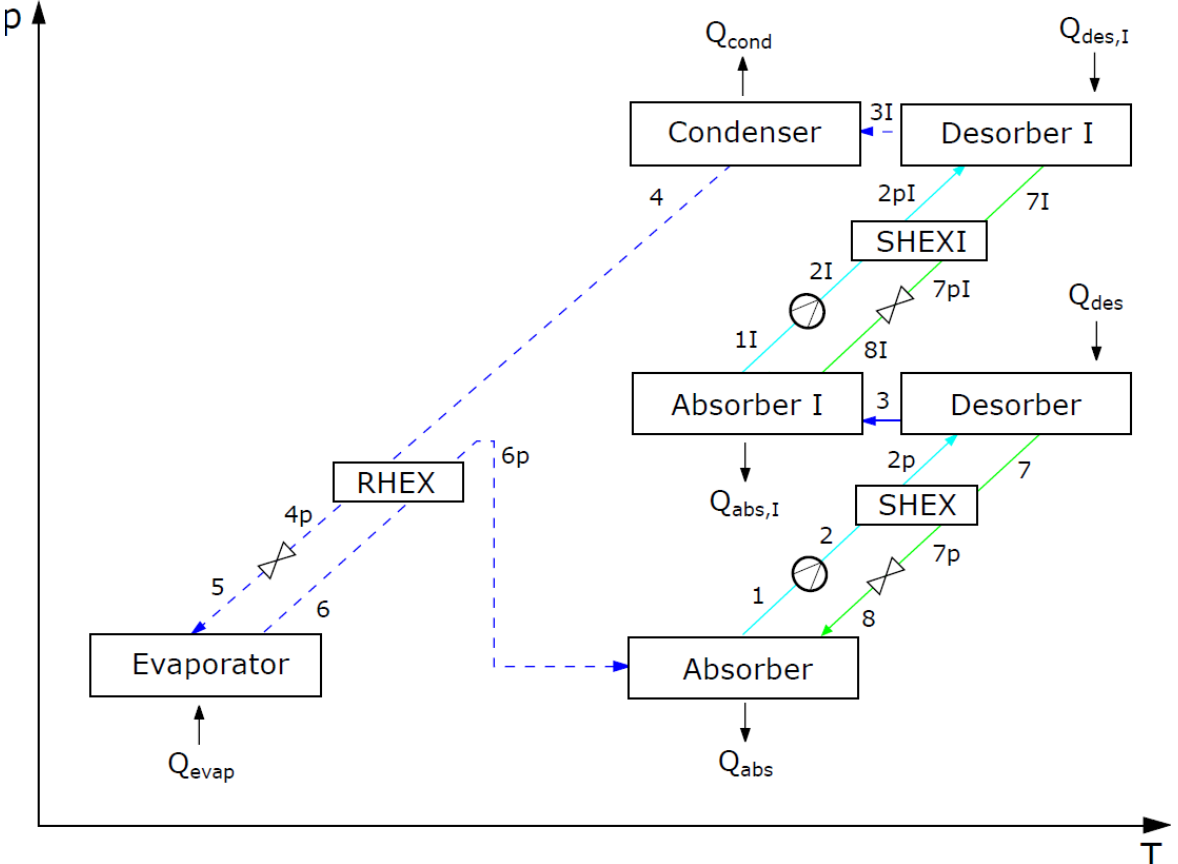 p
Q_cond
Q_des,I
Condenser
3I
Desorber I
4
2pI
7I
SHEXI
2I
7pI
Q_des
1I
8I
Absorber I
3
Desorber
6p
2p
7
RHEX
Q_abs,I
SHEX
4p
2
7p
5
6
1
8
Evaporator
Absorber
Q_evap
Q_abs
T